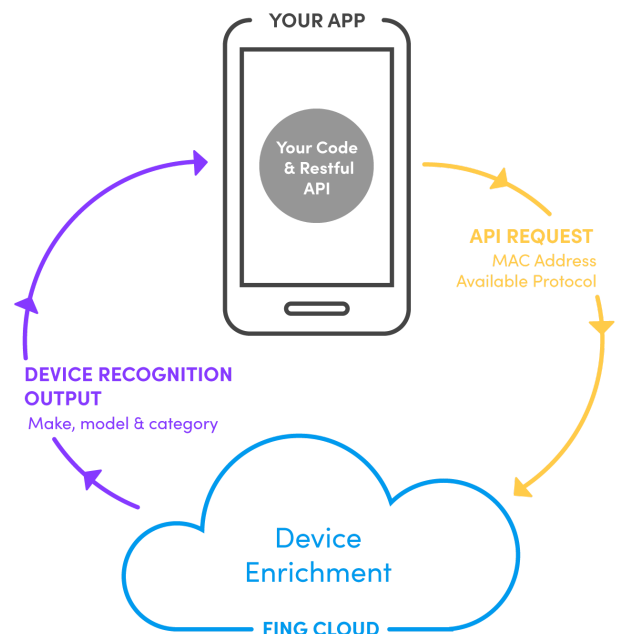 YOUR APP
Your Code
& Restful
API
API REQUEST
MAC Address
Available Protocol
DEVICE RECOGNITION
OUTPUT
Make, model & category
Device
Enrichment
FING CLOUD